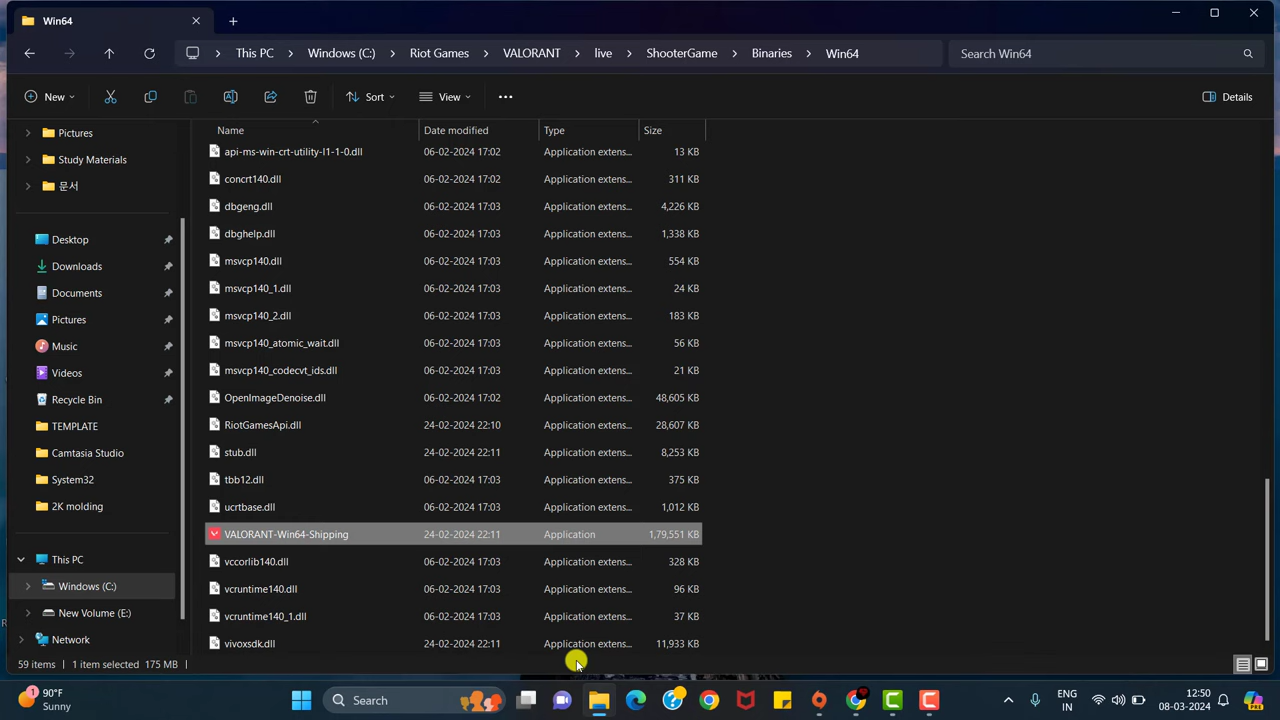 Win64
This PC > Windows (C:) > Riot Games > VALORANT > live > ShooterGame > Binaries > Win64
Search Win64
New
Sort
View
Details
Name Date modified Type Size
Pictures
Study Materials
문서
Desktop
Downloads
Documents
Pictures
Music
Videos
Recycle Bin
TEMPLATE
Camtasia Studio
System32
2K molding
This PC
Windows (C:)
New Volume (E:)
Network
api-ms-win-crt-utility-l1-1-0.dll 06-02-2024 17:02 Application extens... 13 KB
concrt140.dll 06-02-2024 17:02 Application extens... 311 KB
dbgeng.dll 06-02-2024 17:03 Application extens... 4,226 KB
dbghelp.dll 06-02-2024 17:03 Application extens... 1,338 KB
msvcp140.dll 06-02-2024 17:03 Application extens... 554 KB
msvcp140_1.dll 06-02-2024 17:03 Application extens... 24 KB
msvcp140_2.dll 06-02-2024 17:03 Application extens... 183 KB
msvcp140_atomic_wait.dll 06-02-2024 17:03 Application extens... 56 KB
msvcp140_codecvt_ids.dll 06-02-2024 17:03 Application extens... 21 KB
OpenImageDenoise.dll 06-02-2024 17:02 Application extens... 48,605 KB
RiotGamesApi.dll 24-02-2024 22:10 Application extens... 28,607 KB
stub.dll 24-02-2024 22:11 Application extens... 8,253 KB
tbb12.dll 06-02-2024 17:03 Application extens... 375 KB
ucrtbase.dll 06-02-2024 17:03 Application extens... 1,012 KB
VALORANT-Win64-Shipping 24-02-2024 22:11 Application 1,79,551 KB
vccorlib140.dll 06-02-2024 17:03 Application extens... 328 KB
vcruntime140.dll 06-02-2024 17:03 Application extens... 96 KB
vcruntime140_1.dll 06-02-2024 17:03 Application extens... 37 KB
vivoxsdk.dll 24-02-2024 22:11 Application extens... 11,933 KB
59 items | 1 item selected 175 MB |
1
90°F
Sunny
Search
ENG
IN
12:50
08-03-2024
PRE